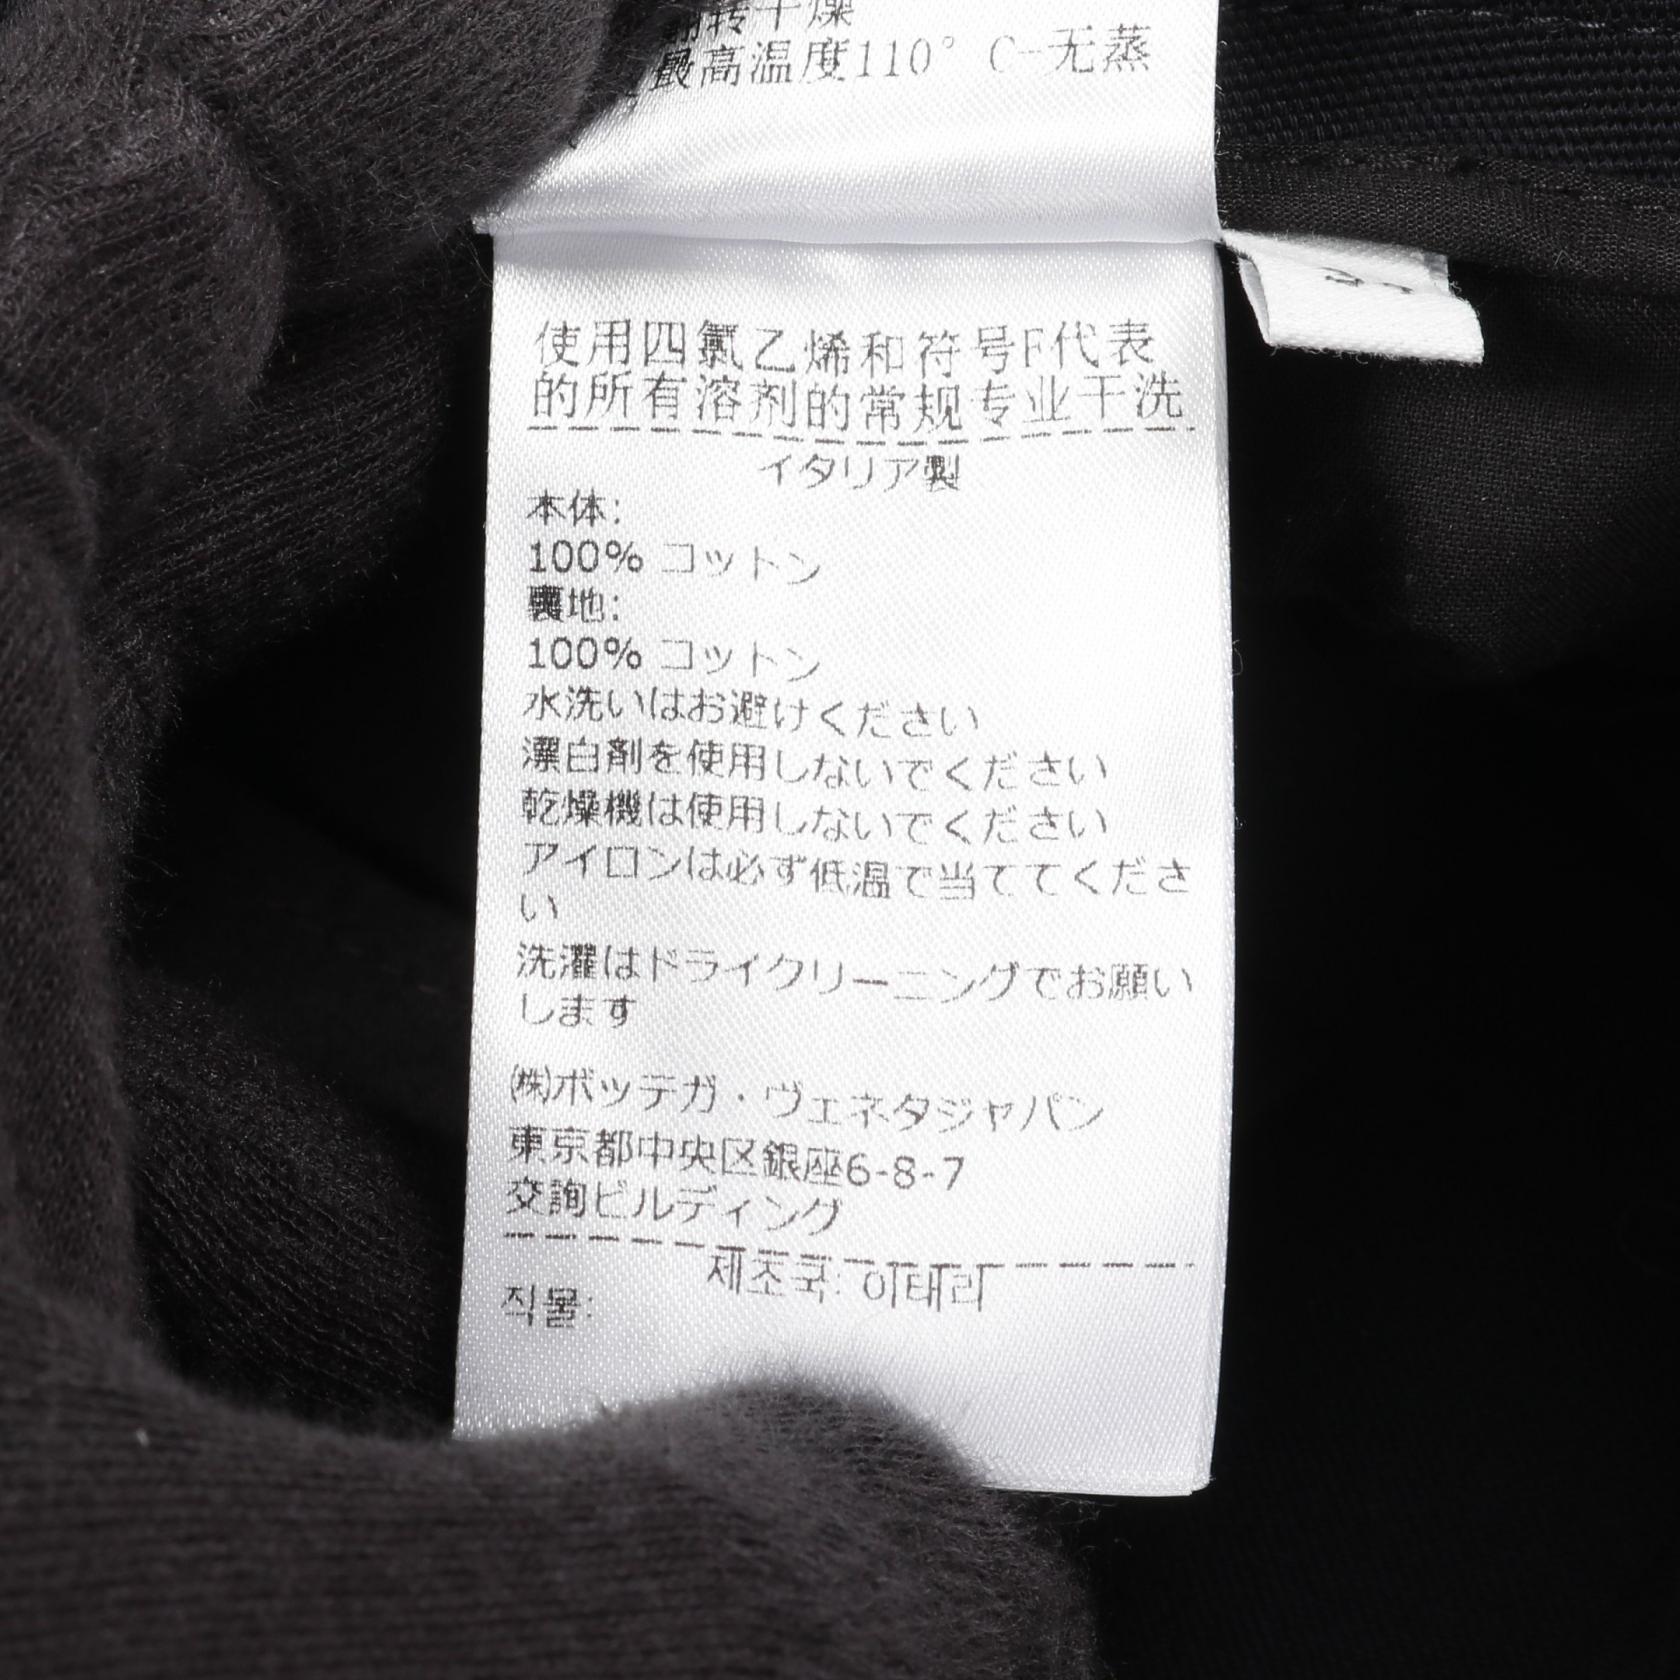 翻转干燥
最高温度110° C-无蒸
使用四氯乙烯和符号F代表
的所有溶剂的常规专业干洗
イタリア製
本体:
100% コットン
裏地:
100% コットン
水洗いはお避けください
漂白剤を使用しないでください
乾燥機は使用しないでください
アイロンは必ず低温で当ててくださ
い
洗濯はドライクリーニングでお願い
します
㈱ボッテガ・ヴェネタジャパン
東京都中央区銀座6-8-7
交詢ビルディング
제조국: 이태리
직물: